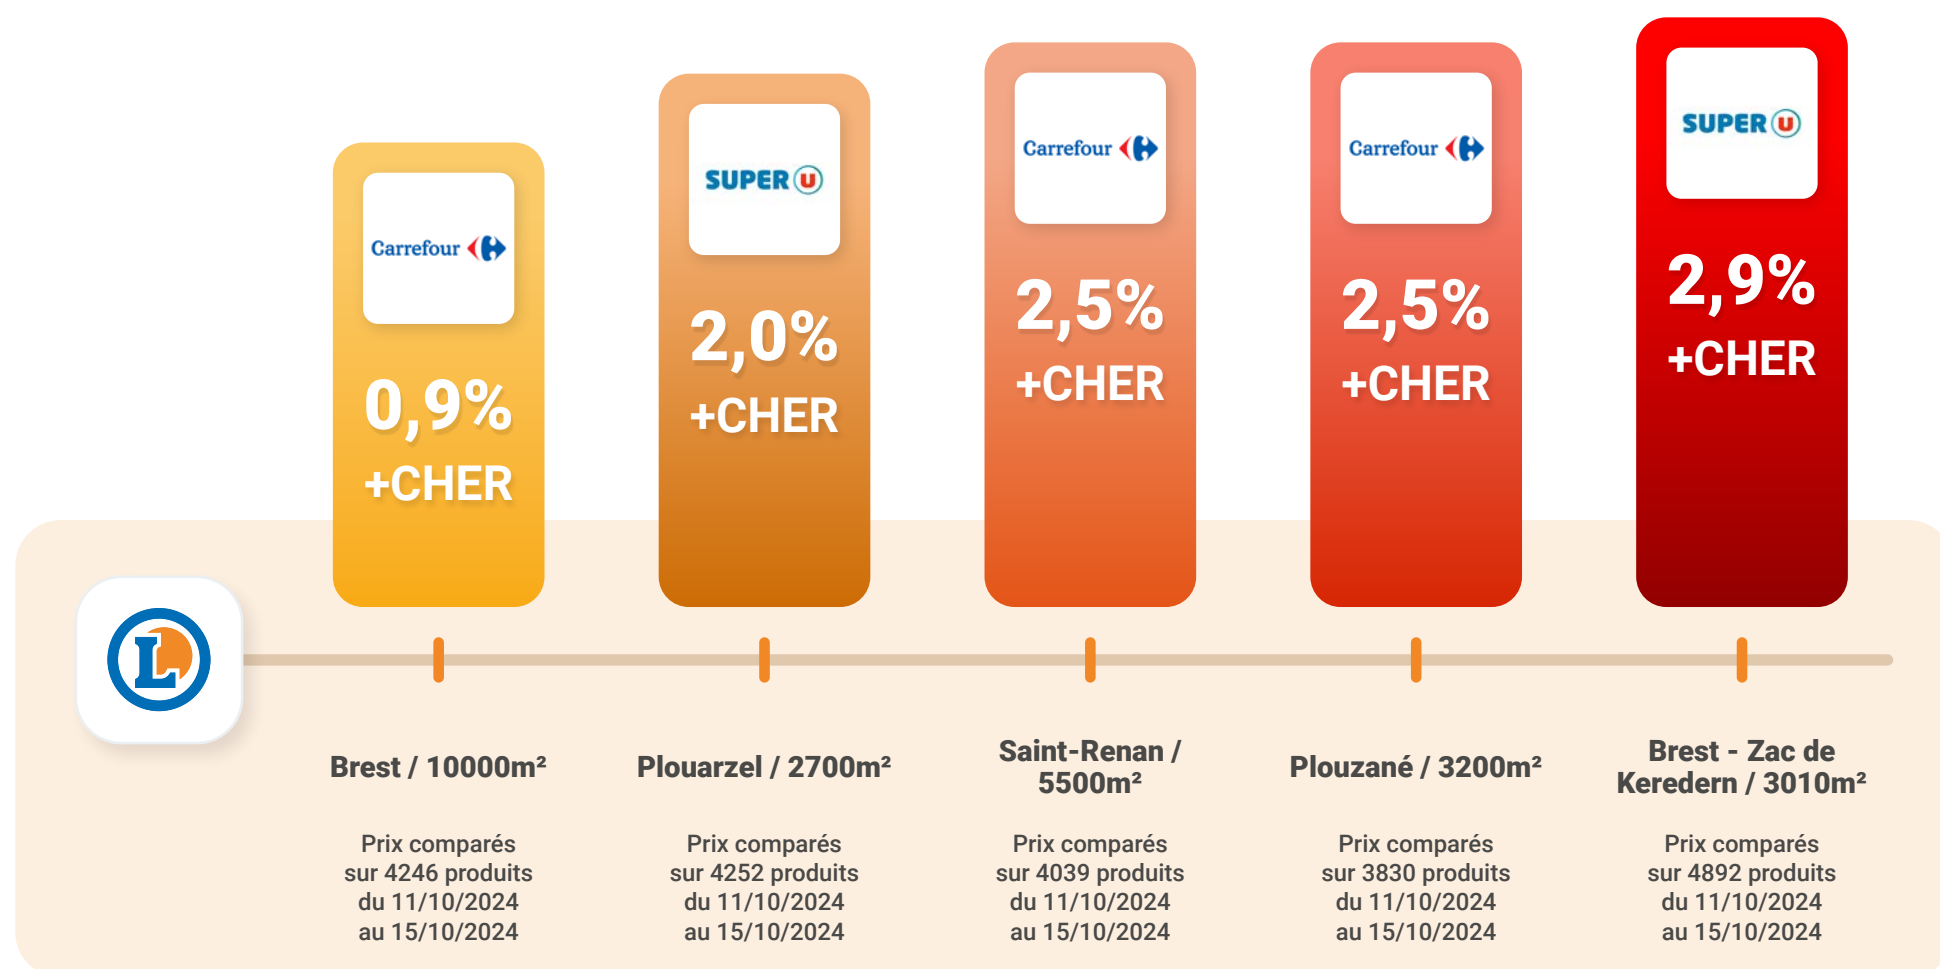 Carrefour
0,9%
+CHER
SUPER U
2,0%
+CHER
Carrefour
2,5%
+CHER
Carrefour
2,5%
+CHER
SUPER U
2,9%
+CHER
L
Brest / 10000m²
Prix comparés
sur 4246 produits
du 11/10/2024
au 15/10/2024
Plouarzel / 2700m²
Prix comparés
sur 4252 produits
du 11/10/2024
au 15/10/2024
Saint-Renan /
5500m²
Prix comparés
sur 4039 produits
du 11/10/2024
au 15/10/2024
Plouzané / 3200m²
Prix comparés
sur 3830 produits
du 11/10/2024
au 15/10/2024
Brest - Zac de
Keredern / 3010m²
Prix comparés
sur 4892 produits
du 11/10/2024
au 15/10/2024